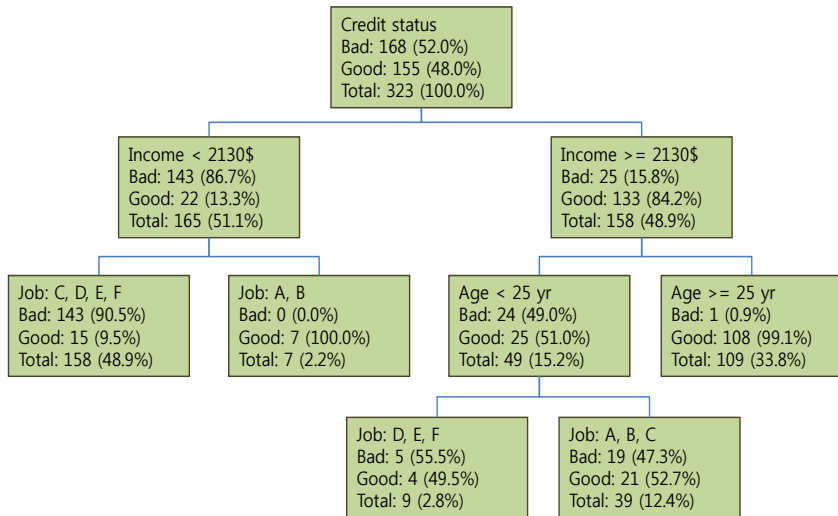 Credit status
Bad: 168 (52.0%)
Good: 155 (48.0%)
Total: 323 (100.0%)
Income < 2130$
Bad: 143 (86.7%)
Good: 22 (13.3%)
Total: 165 (51.1%)
Income >= 2130$
Bad: 25 (15.8%)
Good: 133 (84.2%)
Total: 158 (48.9%)
Job: C, D, E, F
Bad: 143 (90.5%)
Good: 15 (9.5%)
Total: 158 (48.9%)
Job: A, B
Bad: 0 (0.0%)
Good: 7 (100.0%)
Total: 7 (2.2%)
Age < 25 yr
Bad: 24 (49.0%)
Good: 25 (51.0%)
Total: 49 (15.2%)
Age >= 25 yr
Bad: 1 (0.9%)
Good: 108 (99.1%)
Total: 109 (33.8%)
Job: D, E, F
Bad: 5 (55.5%)
Good: 4 (49.5%)
Total: 9 (2.8%)
Job: A, B, C
Bad: 19 (47.3%)
Good: 21 (52.7%)
Total: 39 (12.4%)